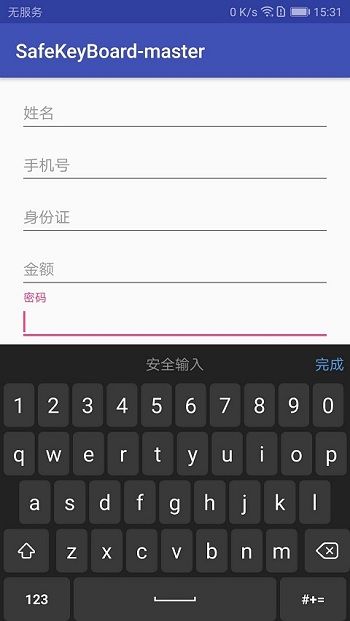 无服务 0 K/s 15:31
SafeKeyBoard-master
姓名
手机号
身份证
金额
密码
安全输入 完成
1 2 3 4 5 6 7 8 9 0
q w e r t y u i o p
a s d f g h j k l
z x c v b n m
123 #+=